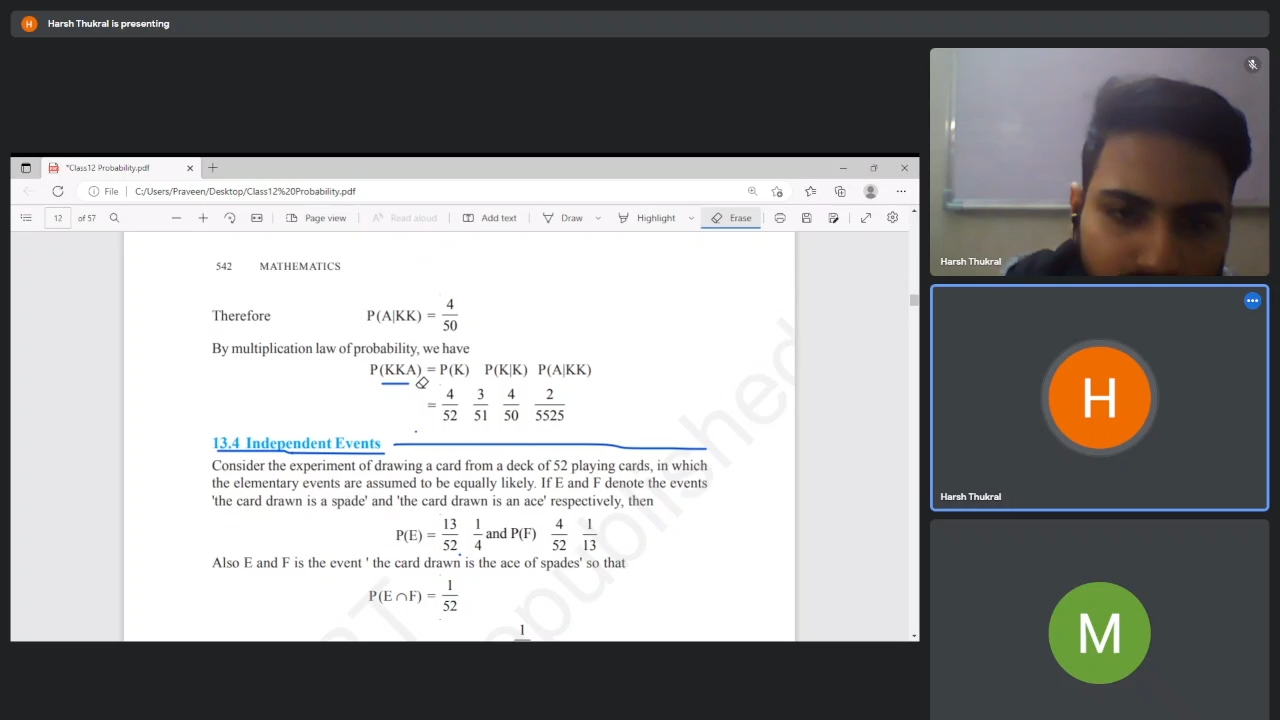 H Harsh Thukral is presenting
*Class12 Probability.pdf
File C:/Users/Praveen/Desktop/Class12%20Probability.pdf
12 of 57 Page view Read aloud Add text Draw Highlight Erase
542 MATHEMATICS
Therefore P(A|KK) = 4/50
By multiplication law of probability, we have
P(KKA) = P(K) P(K|K) P(A|KK)
= 4/52 3/51 4/50 2/5525
13.4 Independent Events
Consider the experiment of drawing a card from a deck of 52 playing cards, in which
the elementary events are assumed to be equally likely. If E and F denote the events
'the card drawn is a spade' and 'the card drawn is an ace' respectively, then
P(E) = 13/52 1/4 and P(F) 4/52 1/13
Also E and F is the event ' the card drawn is the ace of spades' so that
P(E ∩F) = 1/52
1
Harsh Thukral
H
Harsh Thukral
M